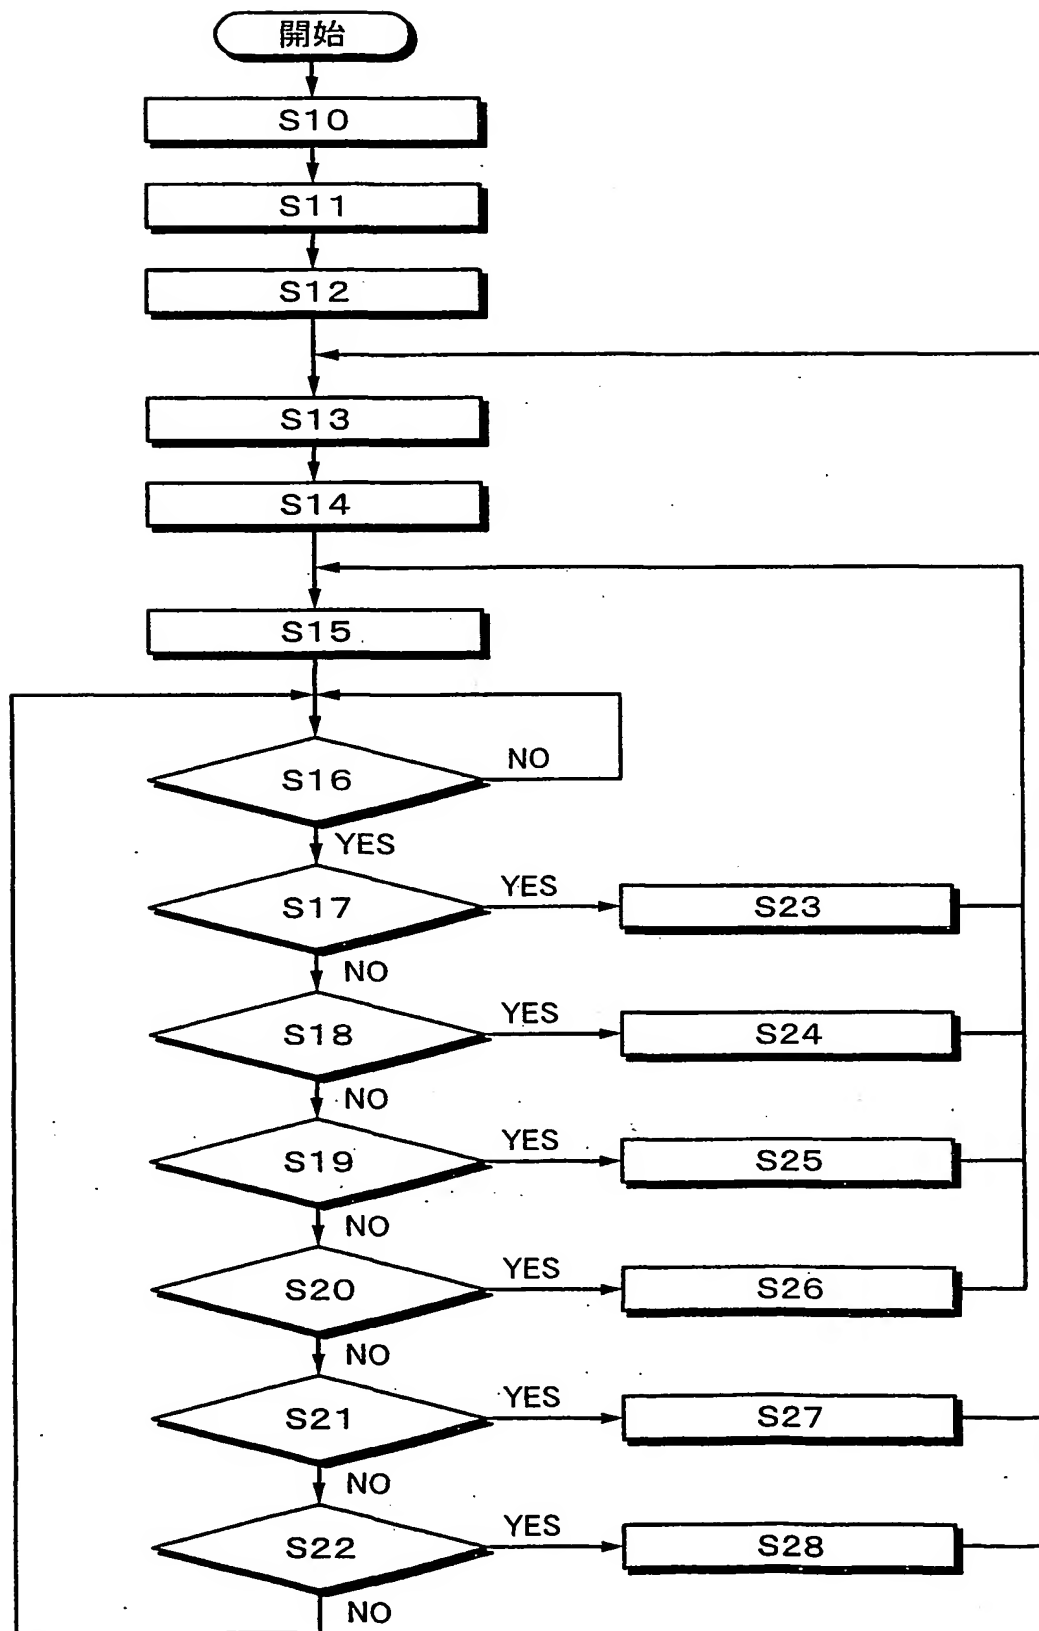 開始
S10
S11
S12
S13
S14
S15
S16
NO
YES
S17
YES
S23
NO
S18
YES
S24
NO
S19
YES
S25
NO
S20
YES
S26
NO
S21
YES
S27
NO
S22
YES
S28
NO